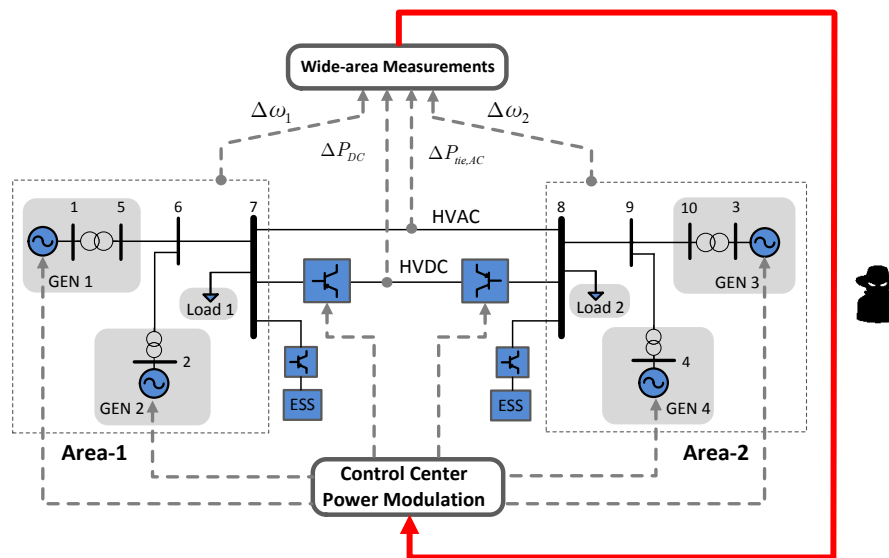 Wide-area Measurements
Δω₁
Δω₂
ΔP_DC
ΔP_tie,AC
1
5
6
7
8
9
10
3
HVAC
HVDC
GEN 1
Load 1
Load 2
GEN 3
2
4
GEN 2
ESS
ESS
GEN 4
Area-1
Area-2
Control Center
Power Modulation